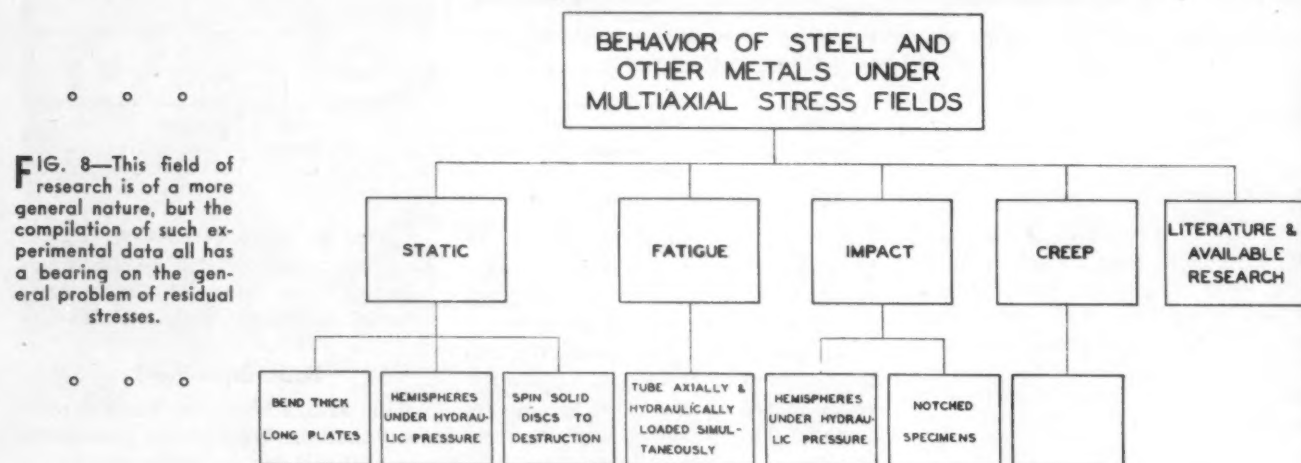 BEHAVIOR OF STEEL AND
OTHER METALS UNDER
MULTIAXIAL STRESS FIELDS
FIG. 8—This field of
research is of a more
general nature, but the
compilation of such ex-
perimental data all has
a bearing on the gen-
eral problem of residual
stresses.
STATIC
FATIGUE
IMPACT
CREEP
LITERATURE &
AVAILABLE
RESEARCH
BEND THICK
LONG PLATES
HEMISPHERES
UNDER HYDRAU-
LIC PRESSURE
SPIN SOLID
DISCS TO
DESTRUCTION
TUBE AXIALLY &
HYDRAULICALLY
LOADED SIMUL-
TANEOUSLY
HEMISPHERES
UNDER HYDRAU-
LIC PRESSURE
NOTCHED
SPECIMENS